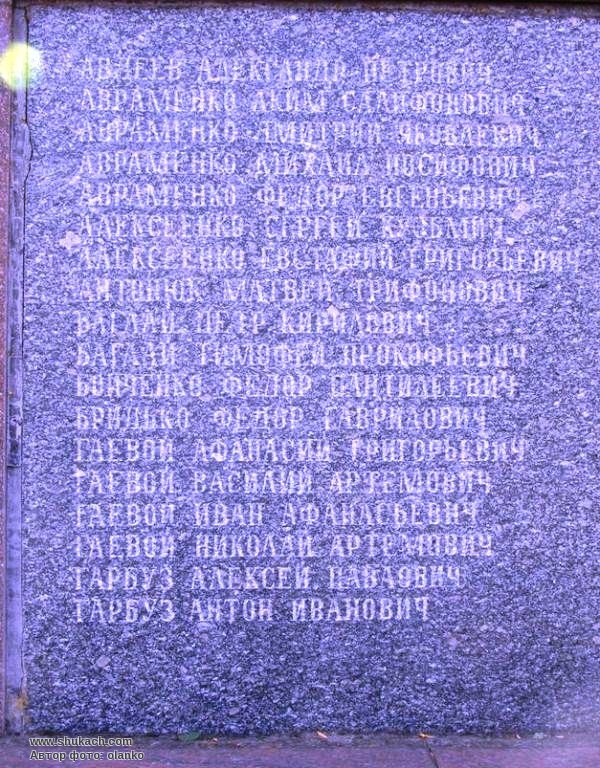 АВДЕЕВ АЛЕКСАНДР ПЕТРОВИЧ
АВРАМЕНКО АКИМ САЛИФОНОВИЧ
АВРАМЕНКО ДМИТРИЙ ЯКОВЛЕВИЧ
АВРАМЕНКО МИХАИЛ ИОСИФОВИЧ
АВРАМЕНКО ФЕДОР ЕВГЕНЬЕВИЧ
АЛЕКСЕЕНКО СЕРГЕЙ КУЗЬМИЧ
АЛЕКСЕЕНКО ЕВСТАФИЙ ГРИГОРЬЕВИЧ
АНТОНЮК МАТВЕЙ ТРИФОНОВИЧ
БАГЛАЙ ПЕТР КИРИЛОВИЧ
БАГЛАЙ ТИМОФЕЙ ПРОКОФЬЕВИЧ
БОЙЧЕНКО ФЕДОР ПАНТИЛЕЕВИЧ
БРИДЬКО ФЕДОР ГАВРИЛОВИЧ
ГАЕВОЙ АФАНАСИЙ ГРИГОРЬЕВИЧ
ГАЕВОЙ ВАСИЛИЙ АРТЕМОВИЧ
ГАЕВОЙ ИВАН АФАНАСЬЕВИЧ
ГАЕВОЙ НИКОЛАЙ АРТЕМОВИЧ
ГАРБУЗ АЛЕКСЕЙ ПАВЛОВИЧ
ГАРБУЗ АНТОН ИВАНОВИЧ
www.shukach.com
Автор фото: olanko